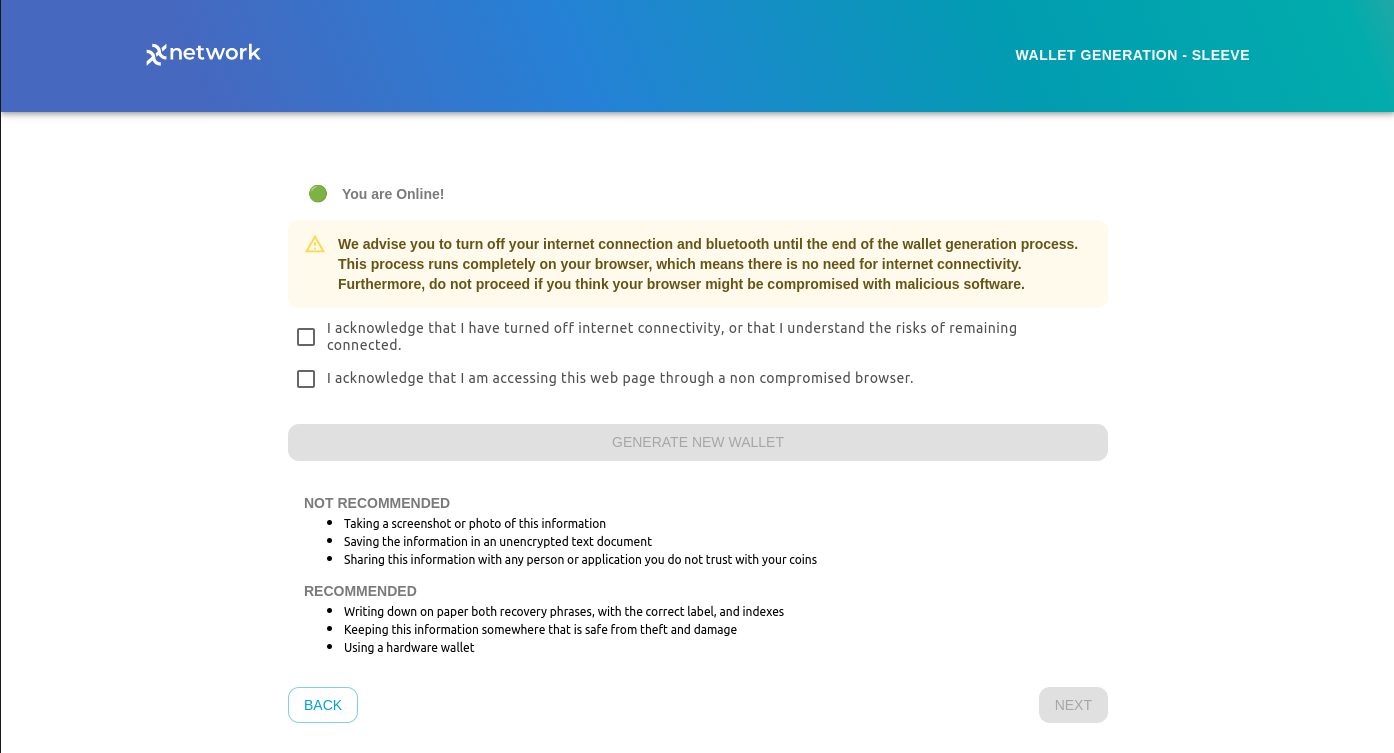 network
WALLET GENERATION - SLEEVE
You are Online!
We advise you to turn off your internet connection and bluetooth until the end of the wallet generation process.
This process runs completely on your browser, which means there is no need for internet connectivity.
Furthermore, do not proceed if you think your browser might be compromised with malicious software.
I acknowledge that I have turned off internet connectivity, or that I understand the risks of remaining
connected.
I acknowledge that I am accessing this web page through a non compromised browser.
GENERATE NEW WALLET
NOT RECOMMENDED
• Taking a screenshot or photo of this information
• Saving the information in an unencrypted text document
• Sharing this information with any person or application you do not trust with your coins
RECOMMENDED
• Writing down on paper both recovery phrases, with the correct label, and indexes
• Keeping this information somewhere that is safe from theft and damage
• Using a hardware wallet
BACK
NEXT